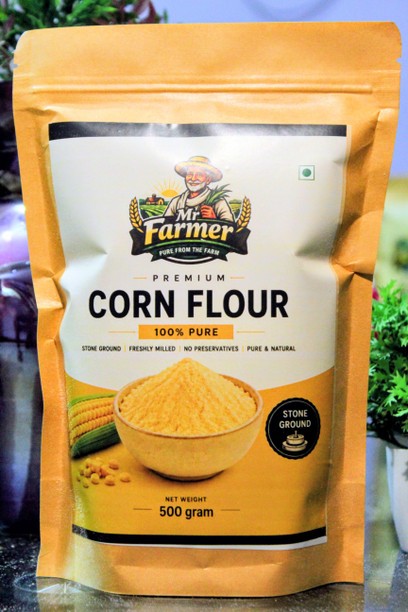 Mr
Farmer
PURE FROM THE FARM
PREMIUM
CORN FLOUR
100% PURE
STONE GROUND | FRESHLY MILLED | NO PRESERVATIVES | PURE & NATURAL
STONE
GROUND
NET WEIGHT
500 gram